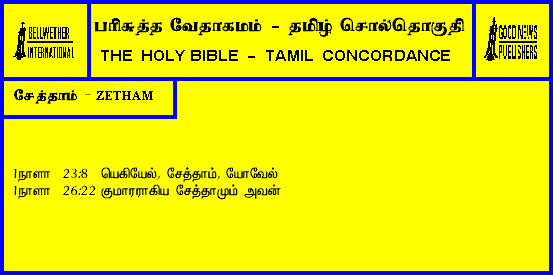 BELLWETHER
INTERNATIONAL
பரிசுத்த வேதாகமம் - தமிழ் சொல்தொகுதி
THE HOLY BIBLE - TAMIL CONCORDANCE
GOOD NEWS
PUBLISHERS
சேத்தாம் - ZETHAM
1நாளா 23:8 யெகியேல், சேத்தாம், யோவேல்
1நாளா 26:22 குமாரராகிய சேத்தாமும் அவன்